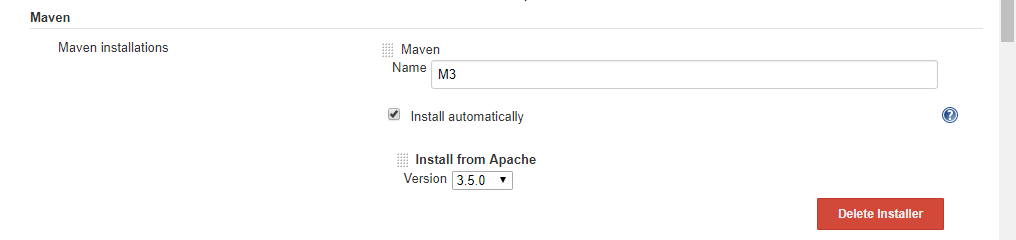 Maven
Maven installations
Maven
Name M3
Install automatically
Install from Apache
Version 3.5.0
Delete Installer